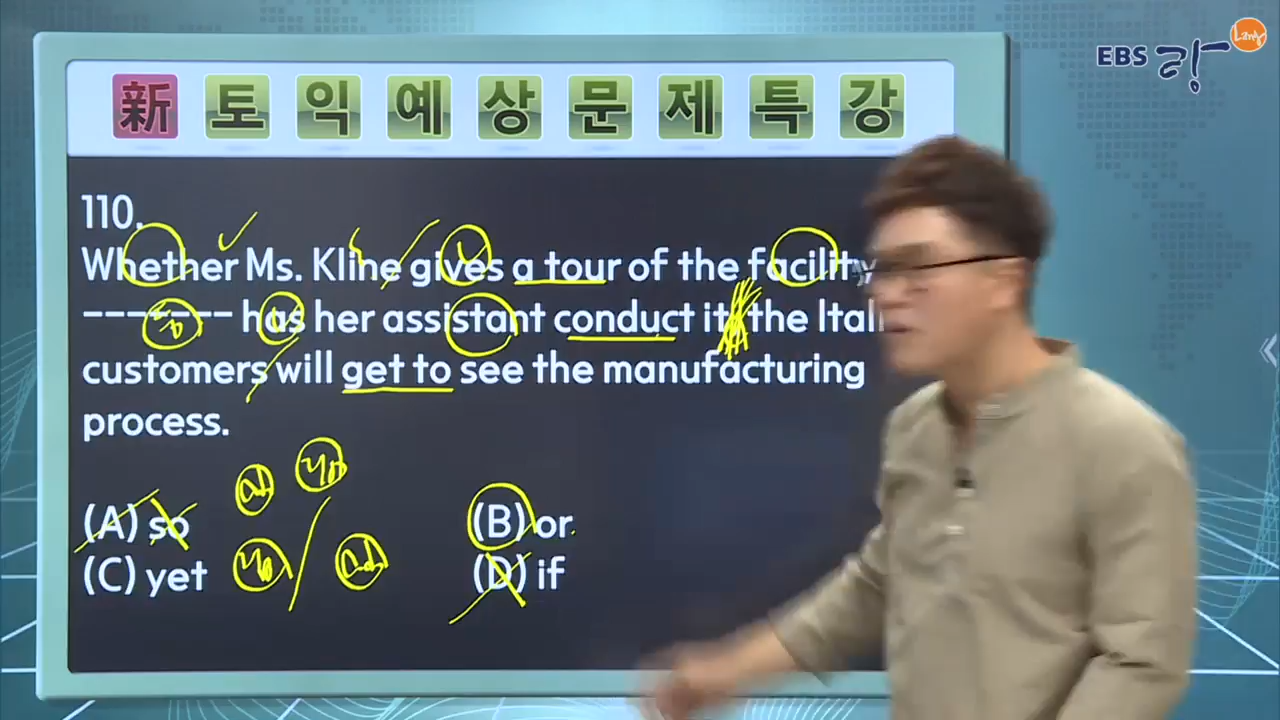 EBS 랑
Lang
新토익예상문제특강
110.
Whether Ms. Kline gives a tour of the facility,
------- has her assistant conduct it, the Itali
customers will get to see the manufacturing
process.
(A) so (B) or
(C) yet (D) if